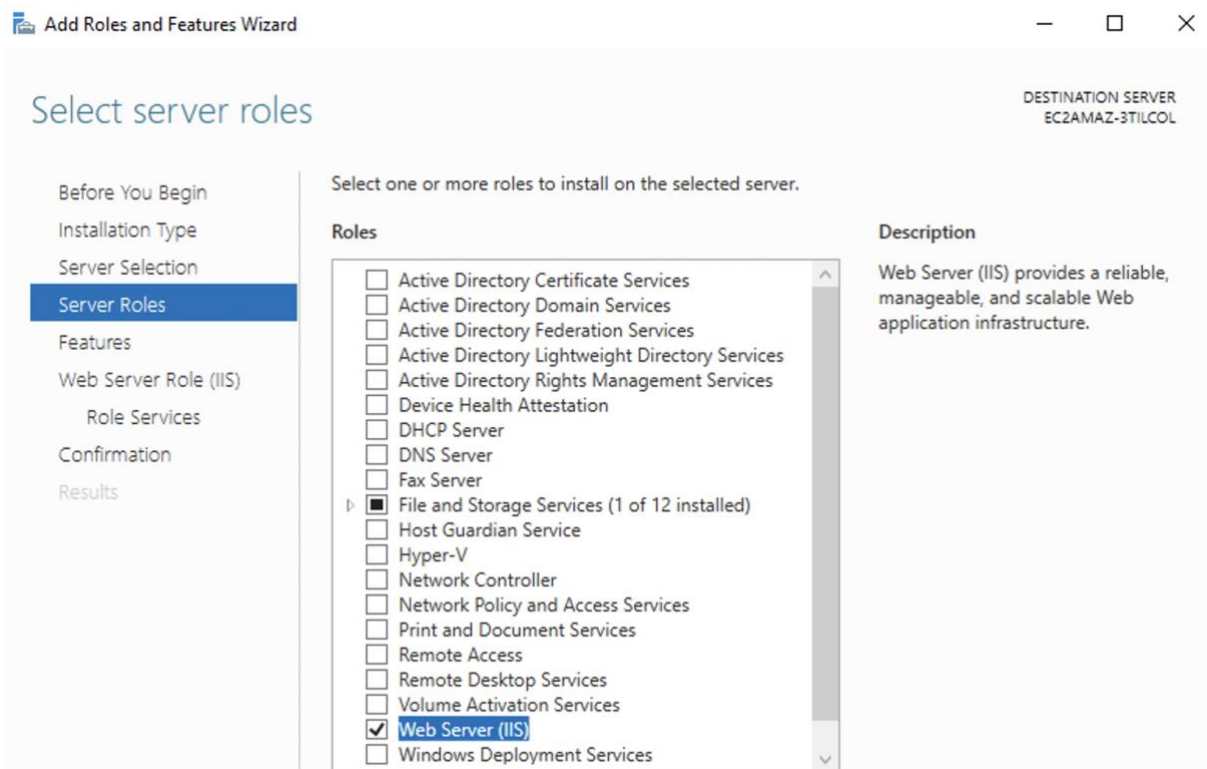 Add Roles and Features Wizard
Select server roles
DESTINATION SERVER
EC2AMAZ-3TILCOL
Before You Begin
Installation Type
Server Selection
Server Roles
Features
Web Server Role (IIS)
Role Services
Confirmation
Results
Select one or more roles to install on the selected server.
Roles
Active Directory Certificate Services
Active Directory Domain Services
Active Directory Federation Services
Active Directory Lightweight Directory Services
Active Directory Rights Management Services
Device Health Attestation
DHCP Server
DNS Server
Fax Server
File and Storage Services (1 of 12 installed)
Host Guardian Service
Hyper-V
Network Controller
Network Policy and Access Services
Print and Document Services
Remote Access
Remote Desktop Services
Volume Activation Services
Web Server (IIS)
Windows Deployment Services
Description
Web Server (IIS) provides a reliable,
manageable, and scalable Web
application infrastructure.